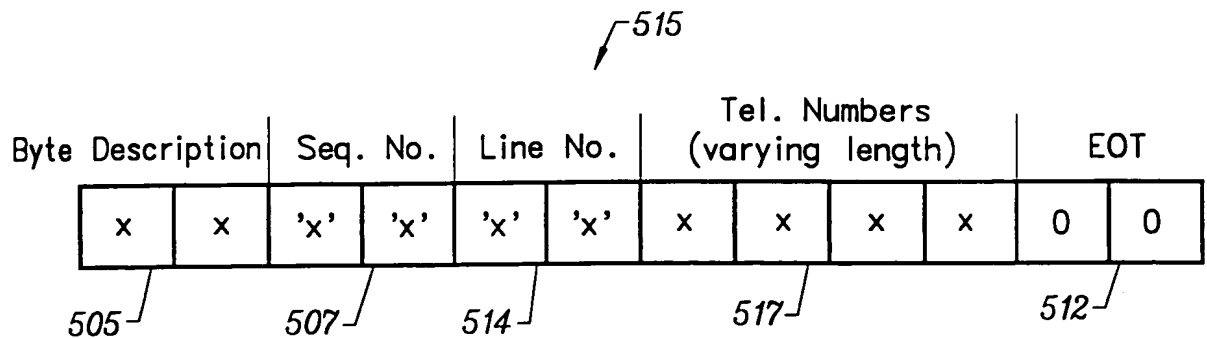 515
Byte Description Seq. No. Line No. Tel. Numbers (varying length) EOT
x x 'x' 'x' 'x' 'x' x x x x 0 0
505 507 514 517 512